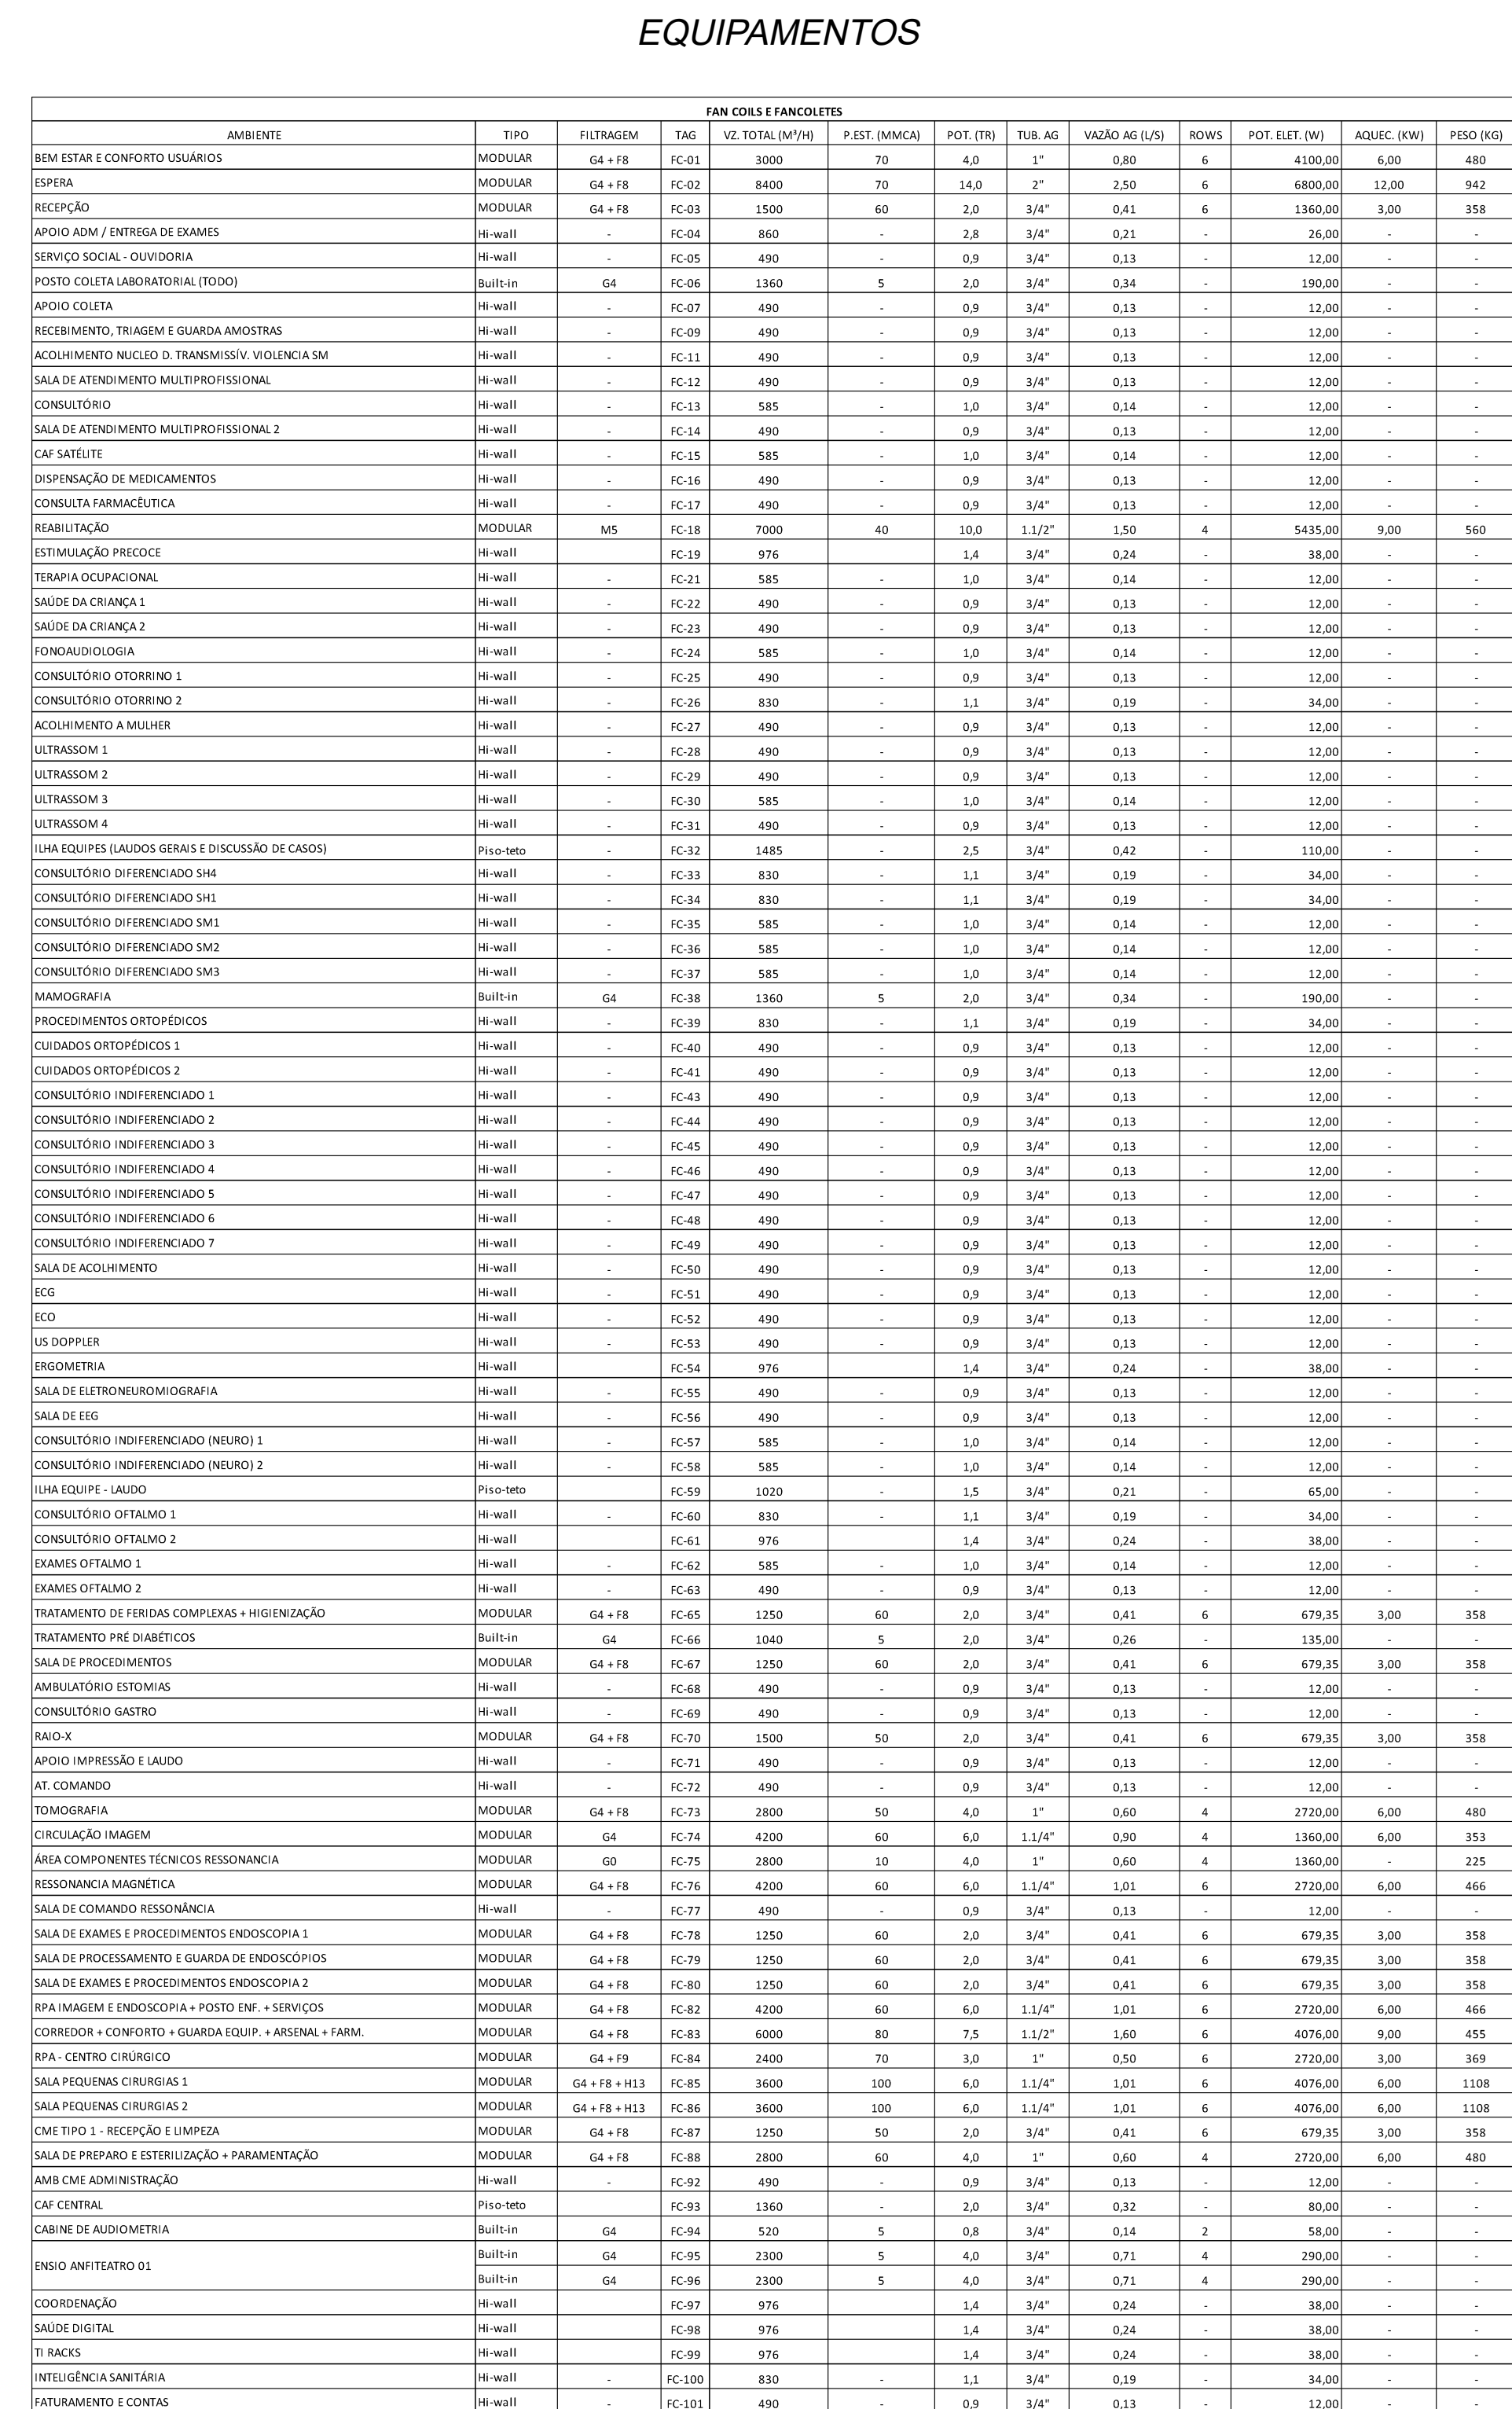 EQUIPAMENTOS
FAN COILS E FANCOLETES
AMBIENTE TIPO FILTRAGEM TAG VZ. TOTAL (M³/H) P.EST. (MMCA) POT. (TR) TUB. AG VAZÃO AG (L/S) ROWS POT. ELET. (W) AQUEC. (KW) PESO (KG)
BEM ESTAR E CONFORTO USUÁRIOS MODULAR G4 + F8 FC-01 3000 70 4,0 1" 0,80 6 4100,00 6,00 480
ESPERA MODULAR G4 + F8 FC-02 8400 70 14,0 2" 2,50 6 6800,00 12,00 942
RECEPÇÃO MODULAR G4 + F8 FC-03 1500 60 2,0 3/4" 0,41 6 1360,00 3,00 358
APOIO ADM / ENTREGA DE EXAMES Hi-wall - FC-04 860 - 2,8 3/4" 0,21 - 26,00 - -
SERVIÇO SOCIAL - OUVIDORIA Hi-wall - FC-05 490 - 0,9 3/4" 0,13 - 12,00 - -
POSTO COLETA LABORATORIAL (TODO) Built-in G4 FC-06 1360 5 2,0 3/4" 0,34 - 190,00 - -
APOIO COLETA Hi-wall - FC-07 490 - 0,9 3/4" 0,13 - 12,00 - -
RECEBIMENTO, TRIAGEM E GUARDA AMOSTRAS Hi-wall - FC-09 490 - 0,9 3/4" 0,13 - 12,00 - -
ACOLHIMENTO NUCLEO D. TRANSMISSÍV. VIOLENCIA SM Hi-wall - FC-11 490 - 0,9 3/4" 0,13 - 12,00 - -
SALA DE ATENDIMENTO MULTIPROFISSIONAL Hi-wall - FC-12 490 - 0,9 3/4" 0,13 - 12,00 - -
CONSULTÓRIO Hi-wall - FC-13 585 - 1,0 3/4" 0,14 - 12,00 - -
SALA DE ATENDIMENTO MULTIPROFISSIONAL 2 Hi-wall - FC-14 490 - 0,9 3/4" 0,13 - 12,00 - -
CAF SATÉLITE Hi-wall - FC-15 585 - 1,0 3/4" 0,14 - 12,00 - -
DISPENSAÇÃO DE MEDICAMENTOS Hi-wall - FC-16 490 - 0,9 3/4" 0,13 - 12,00 - -
CONSULTA FARMACÊUTICA Hi-wall - FC-17 490 - 0,9 3/4" 0,13 - 12,00 - -
REABILITAÇÃO MODULAR M5 FC-18 7000 40 10,0 1.1/2" 1,50 4 5435,00 9,00 560
ESTIMULAÇÃO PRECOCE Hi-wall FC-19 976 1,4 3/4" 0,24 - 38,00 - -
TERAPIA OCUPACIONAL Hi-wall - FC-21 585 - 1,0 3/4" 0,14 - 12,00 - -
SAÚDE DA CRIANÇA 1 Hi-wall - FC-22 490 - 0,9 3/4" 0,13 - 12,00 - -
SAÚDE DA CRIANÇA 2 Hi-wall - FC-23 490 - 0,9 3/4" 0,13 - 12,00 - -
FONOAUDIOLOGIA Hi-wall - FC-24 585 - 1,0 3/4" 0,14 - 12,00 - -
CONSULTÓRIO OTORRINO 1 Hi-wall - FC-25 490 - 0,9 3/4" 0,13 - 12,00 - -
CONSULTÓRIO OTORRINO 2 Hi-wall - FC-26 830 - 1,1 3/4" 0,19 - 34,00 - -
ACOLHIMENTO A MULHER Hi-wall - FC-27 490 - 0,9 3/4" 0,13 - 12,00 - -
ULTRASSOM 1 Hi-wall - FC-28 490 - 0,9 3/4" 0,13 - 12,00 - -
ULTRASSOM 2 Hi-wall - FC-29 490 - 0,9 3/4" 0,13 - 12,00 - -
ULTRASSOM 3 Hi-wall - FC-30 585 - 1,0 3/4" 0,14 - 12,00 - -
ULTRASSOM 4 Hi-wall - FC-31 490 - 0,9 3/4" 0,13 - 12,00 - -
ILHA EQUIPES (LAUDOS GERAIS E DISCUSSÃO DE CASOS) Piso-teto - FC-32 1485 - 2,5 3/4" 0,42 - 110,00 - -
CONSULTÓRIO DIFERENCIADO SH4 Hi-wall - FC-33 830 - 1,1 3/4" 0,19 - 34,00 - -
CONSULTÓRIO DIFERENCIADO SH1 Hi-wall - FC-34 830 - 1,1 3/4" 0,19 - 34,00 - -
CONSULTÓRIO DIFERENCIADO SM1 Hi-wall - FC-35 585 - 1,0 3/4" 0,14 - 12,00 - -
CONSULTÓRIO DIFERENCIADO SM2 Hi-wall - FC-36 585 - 1,0 3/4" 0,14 - 12,00 - -
CONSULTÓRIO DIFERENCIADO SM3 Hi-wall - FC-37 585 - 1,0 3/4" 0,14 - 12,00 - -
MAMOGRAFIA Built-in G4 FC-38 1360 5 2,0 3/4" 0,34 - 190,00 - -
PROCEDIMENTOS ORTOPÉDICOS Hi-wall - FC-39 830 - 1,1 3/4" 0,19 - 34,00 - -
CUIDADOS ORTOPÉDICOS 1 Hi-wall - FC-40 490 - 0,9 3/4" 0,13 - 12,00 - -
CUIDADOS ORTOPÉDICOS 2 Hi-wall - FC-41 490 - 0,9 3/4" 0,13 - 12,00 - -
CONSULTÓRIO INDIFERENCIADO 1 Hi-wall - FC-43 490 - 0,9 3/4" 0,13 - 12,00 - -
CONSULTÓRIO INDIFERENCIADO 2 Hi-wall - FC-44 490 - 0,9 3/4" 0,13 - 12,00 - -
CONSULTÓRIO INDIFERENCIADO 3 Hi-wall - FC-45 490 - 0,9 3/4" 0,13 - 12,00 - -
CONSULTÓRIO INDIFERENCIADO 4 Hi-wall - FC-46 490 - 0,9 3/4" 0,13 - 12,00 - -
CONSULTÓRIO INDIFERENCIADO 5 Hi-wall - FC-47 490 - 0,9 3/4" 0,13 - 12,00 - -
CONSULTÓRIO INDIFERENCIADO 6 Hi-wall - FC-48 490 - 0,9 3/4" 0,13 - 12,00 - -
CONSULTÓRIO INDIFERENCIADO 7 Hi-wall - FC-49 490 - 0,9 3/4" 0,13 - 12,00 - -
SALA DE ACOLHIMENTO Hi-wall - FC-50 490 - 0,9 3/4" 0,13 - 12,00 - -
ECG Hi-wall - FC-51 490 - 0,9 3/4" 0,13 - 12,00 - -
ECO Hi-wall - FC-52 490 - 0,9 3/4" 0,13 - 12,00 - -
US DOPPLER Hi-wall - FC-53 490 - 0,9 3/4" 0,13 - 12,00 - -
ERGOMETRIA Hi-wall FC-54 976 1,4 3/4" 0,24 - 38,00 - -
SALA DE ELETRONEUROMIOGRAFIA Hi-wall - FC-55 490 - 0,9 3/4" 0,13 - 12,00 - -
SALA DE EEG Hi-wall - FC-56 490 - 0,9 3/4" 0,13 - 12,00 - -
CONSULTÓRIO INDIFERENCIADO (NEURO) 1 Hi-wall - FC-57 585 - 1,0 3/4" 0,14 - 12,00 - -
CONSULTÓRIO INDIFERENCIADO (NEURO) 2 Hi-wall - FC-58 585 - 1,0 3/4" 0,14 - 12,00 - -
ILHA EQUIPE - LAUDO Piso-teto FC-59 1020 - 1,5 3/4" 0,21 - 65,00 - -
CONSULTÓRIO OFTALMO 1 Hi-wall - FC-60 830 - 1,1 3/4" 0,19 - 34,00 - -
CONSULTÓRIO OFTALMO 2 Hi-wall FC-61 976 1,4 3/4" 0,24 - 38,00 - -
EXAMES OFTALMO 1 Hi-wall - FC-62 585 - 1,0 3/4" 0,14 - 12,00 - -
EXAMES OFTALMO 2 Hi-wall - FC-63 490 - 0,9 3/4" 0,13 - 12,00 - -
TRATAMENTO DE FERIDAS COMPLEXAS + HIGIENIZAÇÃO MODULAR G4 + F8 FC-65 1250 60 2,0 3/4" 0,41 6 679,35 3,00 358
TRATAMENTO PRÉ DIABÉTICOS Built-in G4 FC-66 1040 5 2,0 3/4" 0,26 - 135,00 - -
SALA DE PROCEDIMENTOS MODULAR G4 + F8 FC-67 1250 60 2,0 3/4" 0,41 6 679,35 3,00 358
AMBULATÓRIO ESTOMIAS Hi-wall - FC-68 490 - 0,9 3/4" 0,13 - 12,00 - -
CONSULTÓRIO GASTRO Hi-wall - FC-69 490 - 0,9 3/4" 0,13 - 12,00 - -
RAIO-X MODULAR G4 + F8 FC-70 1500 50 2,0 3/4" 0,41 6 679,35 3,00 358
APOIO IMPRESSÃO E LAUDO Hi-wall - FC-71 490 - 0,9 3/4" 0,13 - 12,00 - -
AT. COMANDO Hi-wall - FC-72 490 - 0,9 3/4" 0,13 - 12,00 - -
TOMOGRAFIA MODULAR G4 + F8 FC-73 2800 50 4,0 1" 0,60 4 2720,00 6,00 480
CIRCULAÇÃO IMAGEM MODULAR G4 FC-74 4200 60 6,0 1.1/4" 0,90 4 1360,00 6,00 353
ÁREA COMPONENTES TÉCNICOS RESSONANCIA MODULAR G0 FC-75 2800 10 4,0 1" 0,60 4 1360,00 - 225
RESSONANCIA MAGNÉTICA MODULAR G4 + F8 FC-76 4200 60 6,0 1.1/4" 1,01 6 2720,00 6,00 466
SALA DE COMANDO RESSONÂNCIA Hi-wall - FC-77 490 - 0,9 3/4" 0,13 - 12,00 - -
SALA DE EXAMES E PROCEDIMENTOS ENDOSCOPIA 1 MODULAR G4 + F8 FC-78 1250 60 2,0 3/4" 0,41 6 679,35 3,00 358
SALA DE PROCESSAMENTO E GUARDA DE ENDOSCÓPIOS MODULAR G4 + F8 FC-79 1250 60 2,0 3/4" 0,41 6 679,35 3,00 358
SALA DE EXAMES E PROCEDIMENTOS ENDOSCOPIA 2 MODULAR G4 + F8 FC-80 1250 60 2,0 3/4" 0,41 6 679,35 3,00 358
RPA IMAGEM E ENDOSCOPIA + POSTO ENF. + SERVIÇOS MODULAR G4 + F8 FC-82 4200 60 6,0 1.1/4" 1,01 6 2720,00 6,00 466
CORREDOR + CONFORTO + GUARDA EQUIP. + ARSENAL + FARM. MODULAR G4 + F8 FC-83 6000 80 7,5 1.1/2" 1,60 6 4076,00 9,00 455
RPA - CENTRO CIRÚRGICO MODULAR G4 + F9 FC-84 2400 70 3,0 1" 0,50 6 2720,00 3,00 369
SALA PEQUENAS CIRURGIAS 1 MODULAR G4 + F8 + H13 FC-85 3600 100 6,0 1.1/4" 1,01 6 4076,00 6,00 1108
SALA PEQUENAS CIRURGIAS 2 MODULAR G4 + F8 + H13 FC-86 3600 100 6,0 1.1/4" 1,01 6 4076,00 6,00 1108
CME TIPO 1 - RECEPÇÃO E LIMPEZA MODULAR G4 + F8 FC-87 1250 50 2,0 3/4" 0,41 6 679,35 3,00 358
SALA DE PREPARO E ESTERILIZAÇÃO + PARAMENTAÇÃO MODULAR G4 + F8 FC-88 2800 60 4,0 1" 0,60 4 2720,00 6,00 480
AMB CME ADMINISTRAÇÃO Hi-wall FC-92 490 - 0,9 3/4" 0,13 - 12,00 - -
CAF CENTRAL Piso-teto FC-93 1360 - 2,0 3/4" 0,32 - 80,00 - -
CABINE DE AUDIOMETRIA Built-in G4 FC-94 520 5 0,8 3/4" 0,14 2 58,00 - -
ENSIO ANFITEATRO 01 Built-in G4 FC-95 2300 5 4,0 3/4" 0,71 4 290,00 - -
Built-in G4 FC-96 2300 5 4,0 3/4" 0,71 4 290,00 - -
COORDENAÇÃO Hi-wall FC-97 976 1,4 3/4" 0,24 - 38,00 - -
SAÚDE DIGITAL Hi-wall FC-98 976 1,4 3/4" 0,24 - 38,00 - -
TI RACKS Hi-wall FC-99 976 1,4 3/4" 0,24 - 38,00 - -
INTELIGÊNCIA SANITÁRIA Hi-wall - FC-100 830 - 1,1 3/4" 0,19 - 34,00 - -
FATURAMENTO E CONTAS Hi-wall - FC-101 490 - 0,9 3/4" 0,13 - 12,00 - -